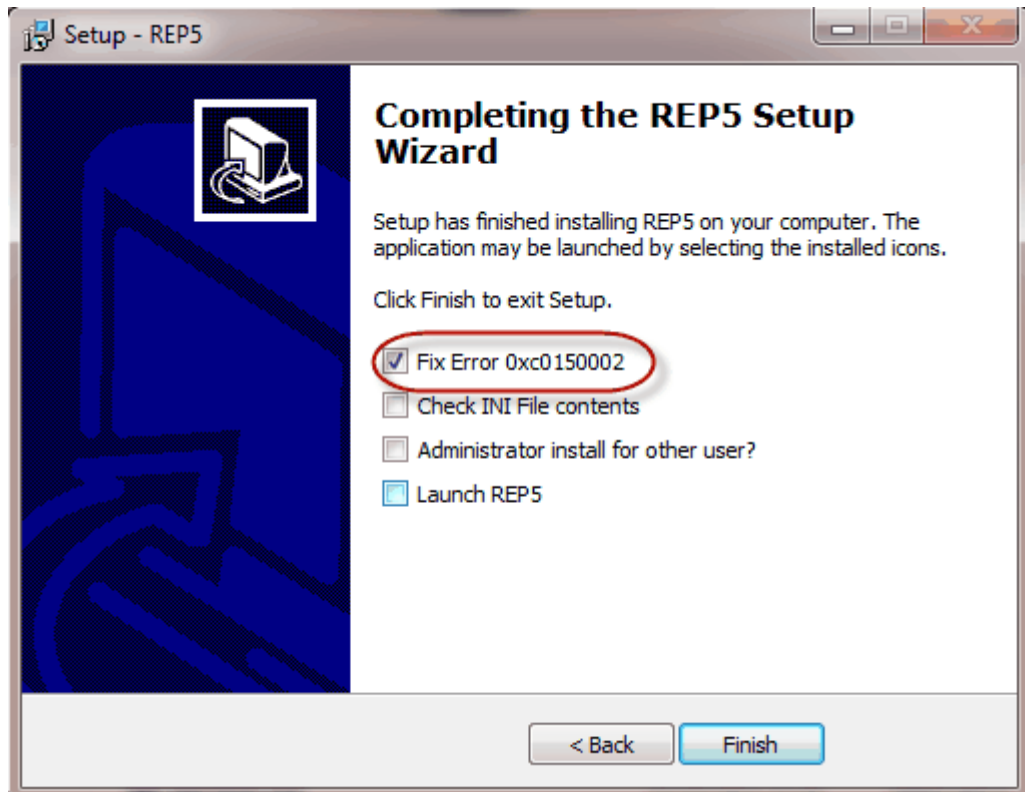 Setup - REP5
Completing the REP5 Setup
Wizard
Setup has finished installing REP5 on your computer. The
application may be launched by selecting the installed icons.
Click Finish to exit Setup.
Fix Error 0xc0150002
Check INI File contents
Administrator install for other user?
Launch REP5
< Back Finish